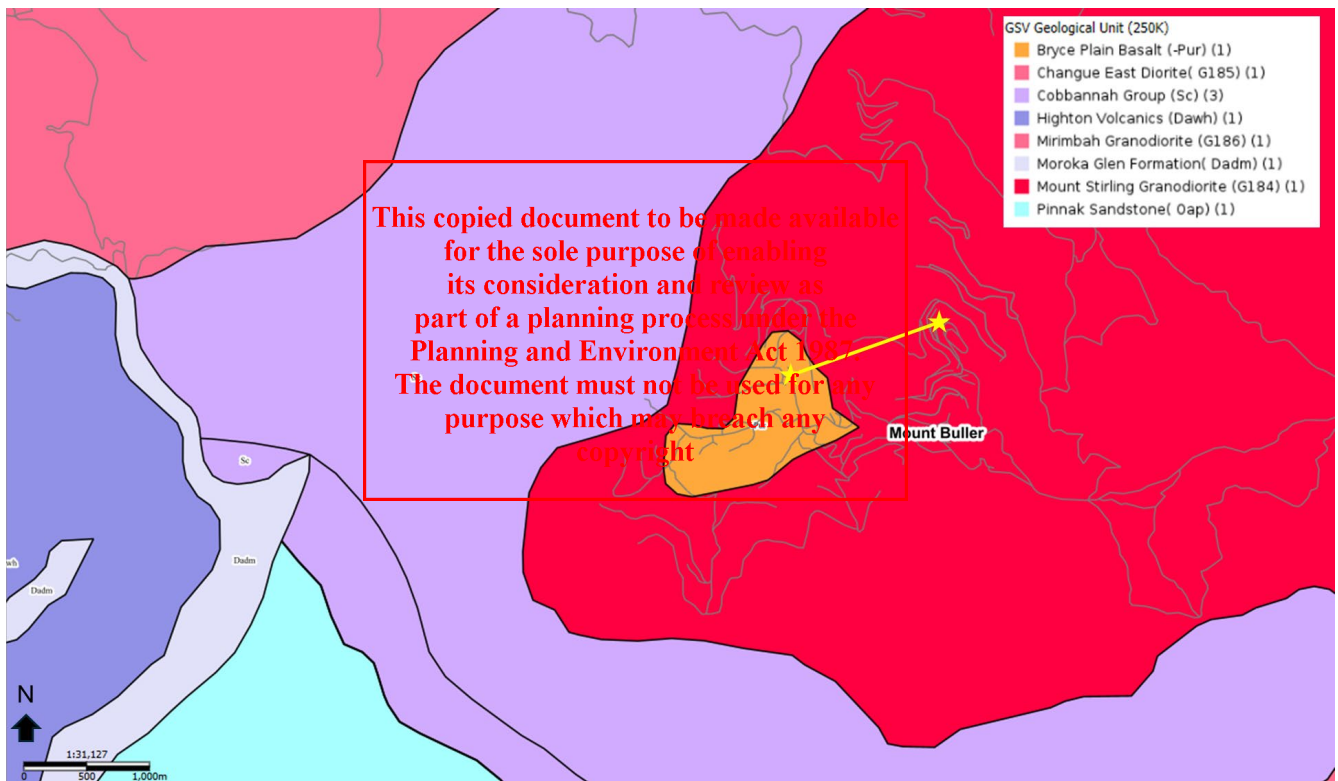 GSV Geological Unit (250K)
Bryce Plain Basalt (-Pur) (1)
Changue East Diorite( G185) (1)
Cobbannah Group (Sc) (3)
Highton Volcanics (Dawh) (1)
Mirimbah Granodiorite (G186) (1)
Moroka Glen Formation( Dadm) (1)
Mount Stirling Granodiorite (G184) (1)
Pinnak Sandstone( Oap) (1)
This copied document to be made available
for the sole purpose of enabling
its consideration and review as
part of a planning process under the
Planning and Environment Act 1987
The document must not be used for any
purpose which may breach any
copyright
Mount Buller
Sc
Dadm
wh
Dadm
N
1:31,127
0 500 1,000m